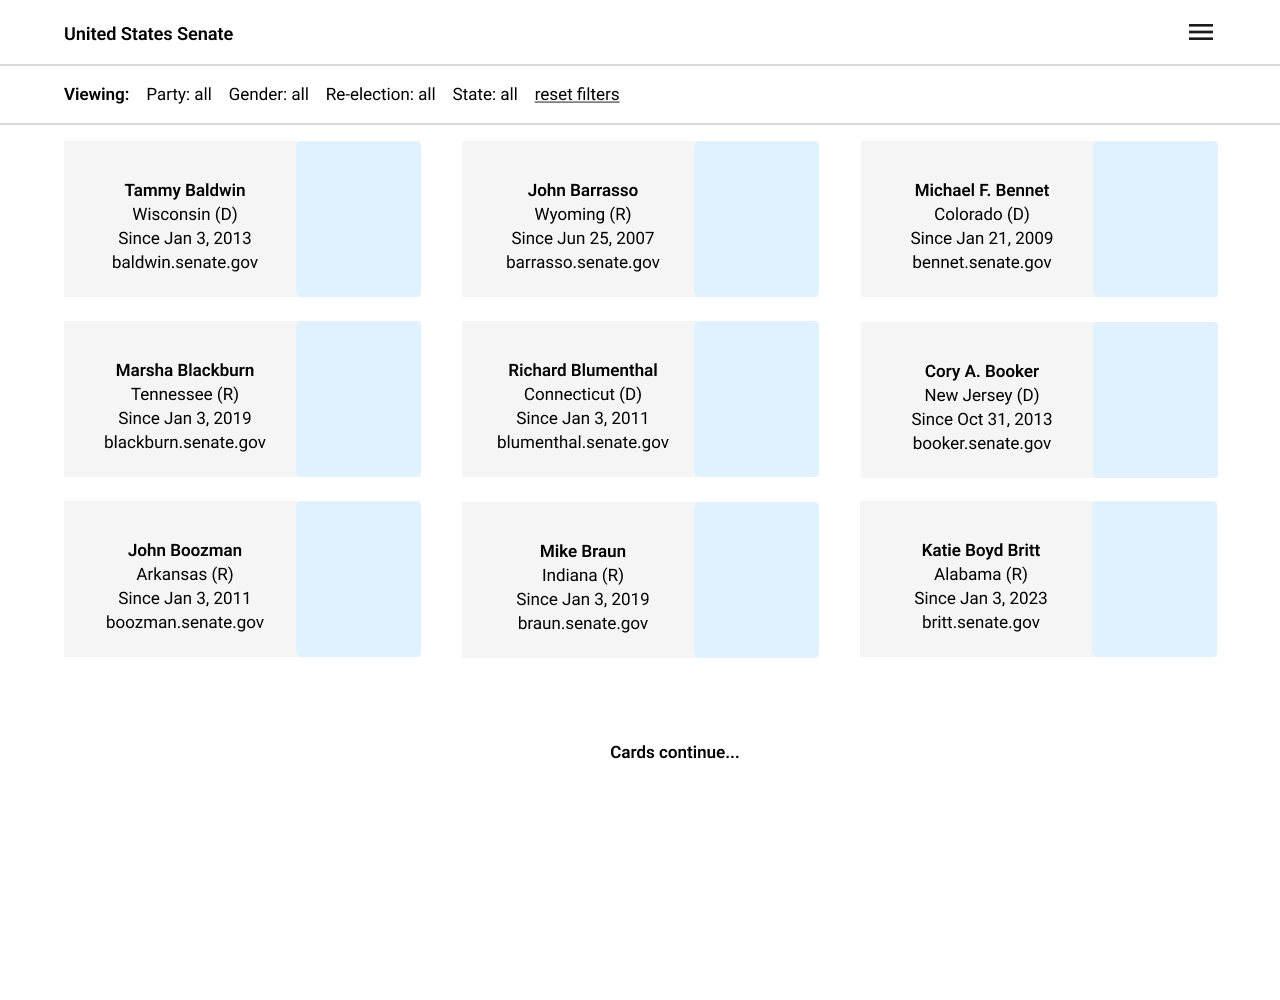 United States Senate
Viewing: Party: all Gender: all Re-election: all State: all reset filters
Tammy Baldwin
Wisconsin (D)
Since Jan 3, 2013
baldwin.senate.gov
John Barrasso
Wyoming (R)
Since Jun 25, 2007
barrasso.senate.gov
Michael F. Bennet
Colorado (D)
Since Jan 21, 2009
bennet.senate.gov
Marsha Blackburn
Tennessee (R)
Since Jan 3, 2019
blackburn.senate.gov
Richard Blumenthal
Connecticut (D)
Since Jan 3, 2011
blumenthal.senate.gov
Cory A. Booker
New Jersey (D)
Since Oct 31, 2013
booker.senate.gov
John Boozman
Arkansas (R)
Since Jan 3, 2011
boozman.senate.gov
Mike Braun
Indiana (R)
Since Jan 3, 2019
braun.senate.gov
Katie Boyd Britt
Alabama (R)
Since Jan 3, 2023
britt.senate.gov
Cards continue...